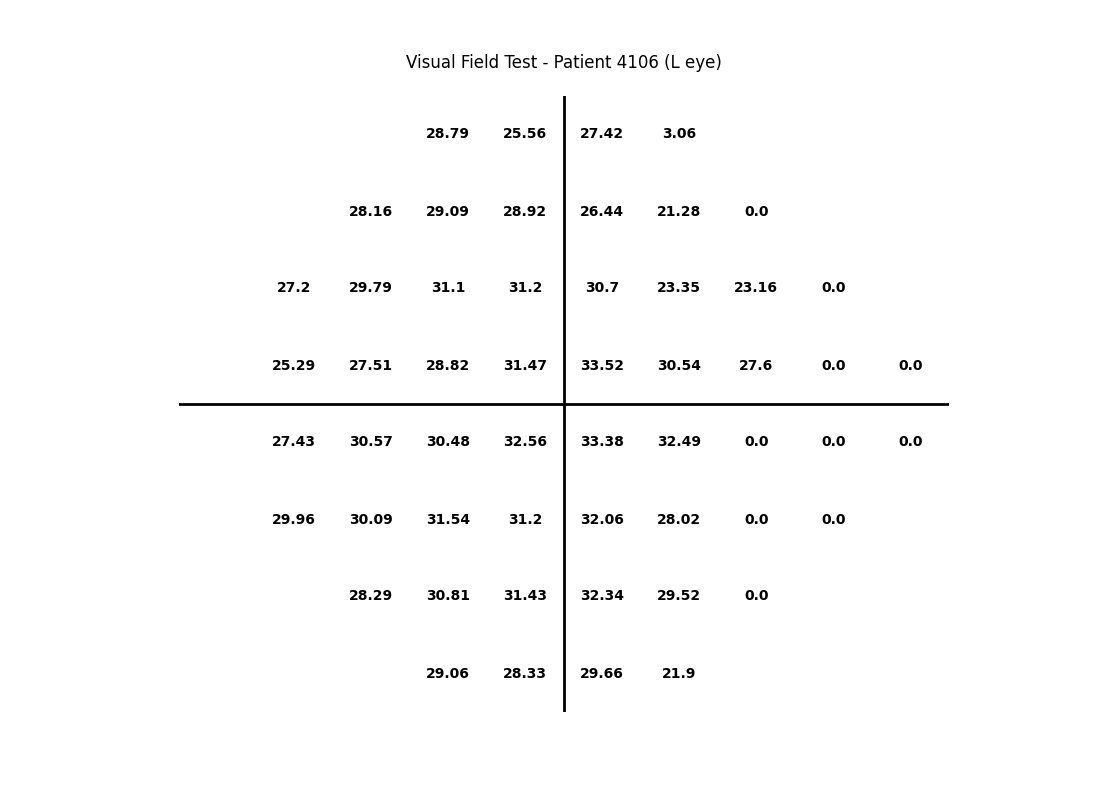 Visual Field Test - Patient 4106 (L eye)
28.79 25.56 27.42 3.06
28.16 29.09 28.92 26.44 21.28 0.0
27.2 29.79 31.1 31.2 30.7 23.35 23.16 0.0
25.29 27.51 28.82 31.47 33.52 30.54 27.6 0.0 0.0
27.43 30.57 30.48 32.56 33.38 32.49 0.0 0.0 0.0
29.96 30.09 31.54 31.2 32.06 28.02 0.0 0.0
28.29 30.81 31.43 32.34 29.52 0.0
29.06 28.33 29.66 21.9